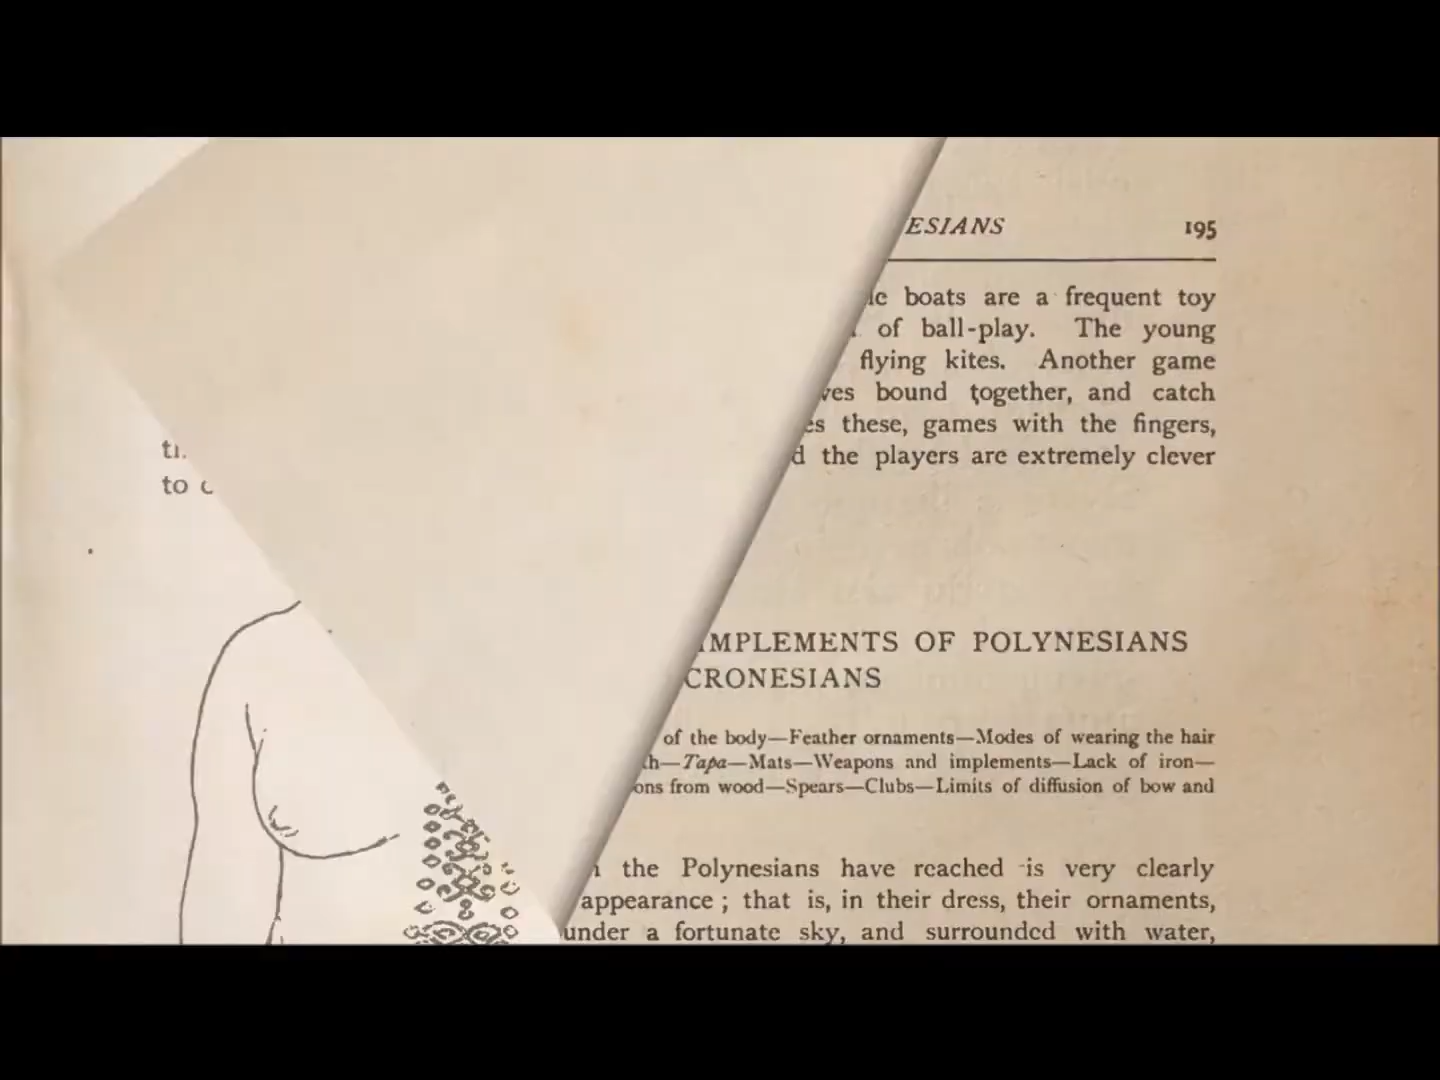 ESIANS 195
boats are a frequent toy
of ball-play. The young
flying kites. Another game
bound together, and catch
these, games with the fingers,
the players are extremely clever
to
IMPLEMENTS OF POLYNESIANS
CRONESIANS
of the body—Feather ornaments—Modes of wearing the hair
Tapa—Mats—Weapons and implements—Lack of iron—
from wood—Spears—Clubs—Limits of diffusion of bow and
the Polynesians have reached is very clearly
appearance; that is, in their dress, their ornaments,
under a fortunate sky, and surrounded with water,